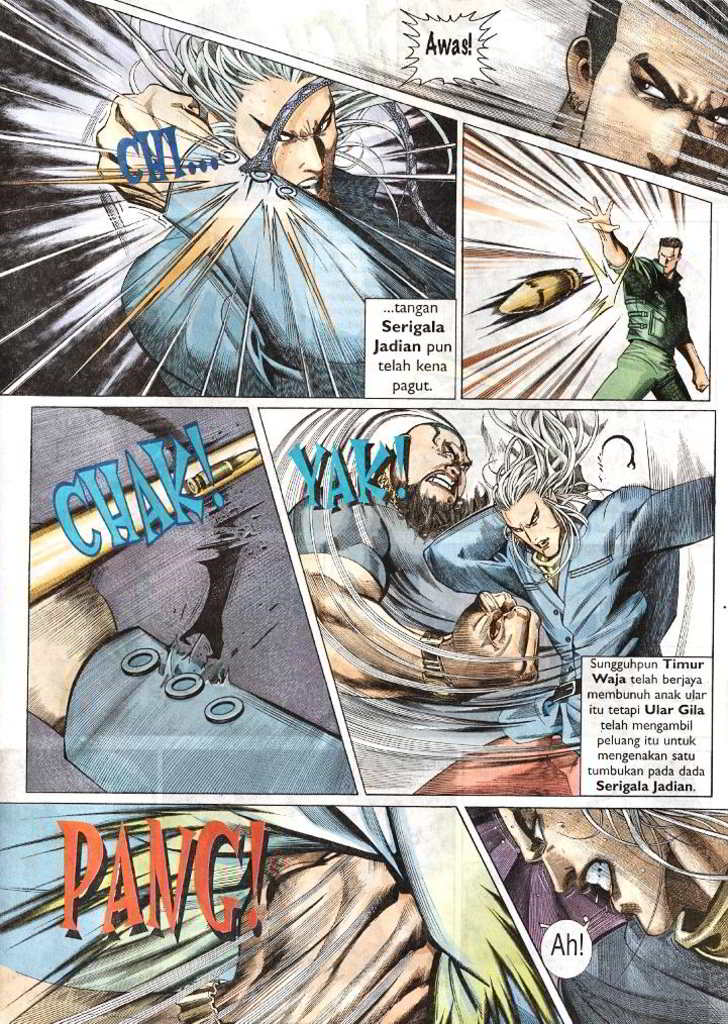 Awas!
CWI...
...tangan
Serigala
Jadian pun
telah kena
pagut.
CHAK!
YAK!
Sungguhpun Timur
Waja telah berjaya
membunuh anak ular
itu tetapi Ular Gila
telah mengambil
peluang itu untuk
mengenakan satu
tumbukan pada dada
Serigala Jadian.
PANG!
Ah!